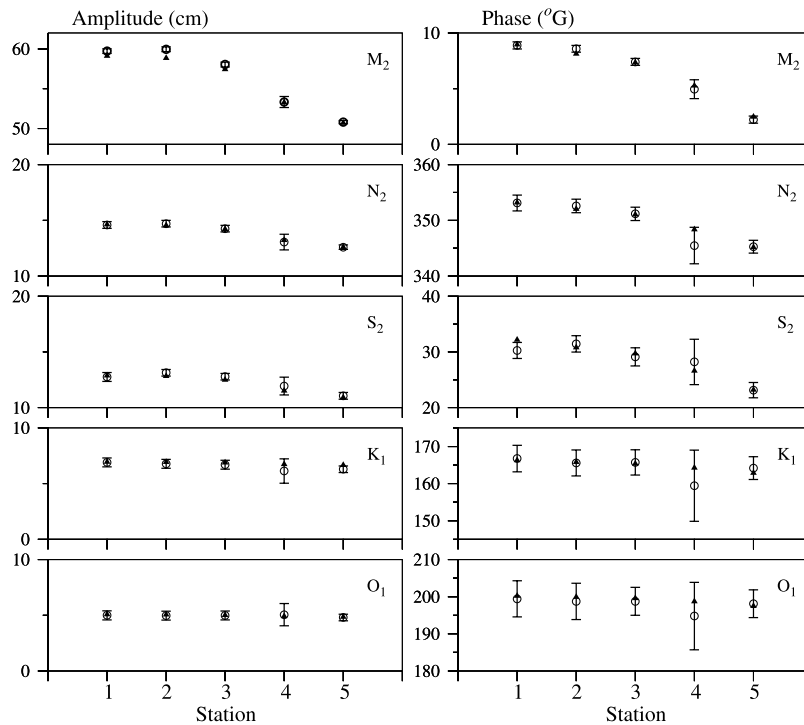 Amplitude (cm) Phase (°G)
60 M₂ 10 M₂
50 5
0
20 N₂ 360 N₂
350
10 340
20 S₂ 40 S₂
30
10 20
10 K₁ 170 K₁
160
0 150
10 O₁ 210 O₁
200
190
0 180
1 2 3 4 5 1 2 3 4 5
Station Station